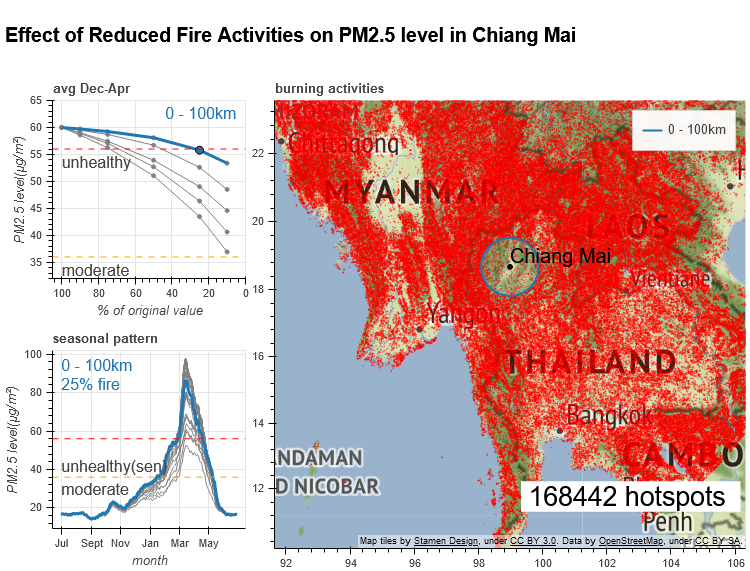 Effect of Reduced Fire Activities on PM2.5 level in Chiang Mai
avg Dec-Apr
65
60
55
50
45
40
35
PM2.5 level(μg/m³)
0 - 100km
unhealthy
moderate
100 80 60 40 20 0
% of original value
seasonal pattern
100
80
60
40
20
PM2.5 level(μg/m³)
0 - 100km
25% fire
unhealthy(sen)
moderate
Jul Sept Nov Jan Mar May
month
burning activities
22
20
18
16
14
12
0 - 100km
Chittagong
MYANMAR
LAOS
Chiang Mai
Vientiane
Yangon
THAILAND
Bangkok
NDAMAN
D NICOBAR
CAMBO
168442 hotspots
Penh
Map tiles by Stamen Design, under CC BY 3.0. Data by OpenStreetMap, under CC BY SA.
92 94 96 98 100 102 104 106